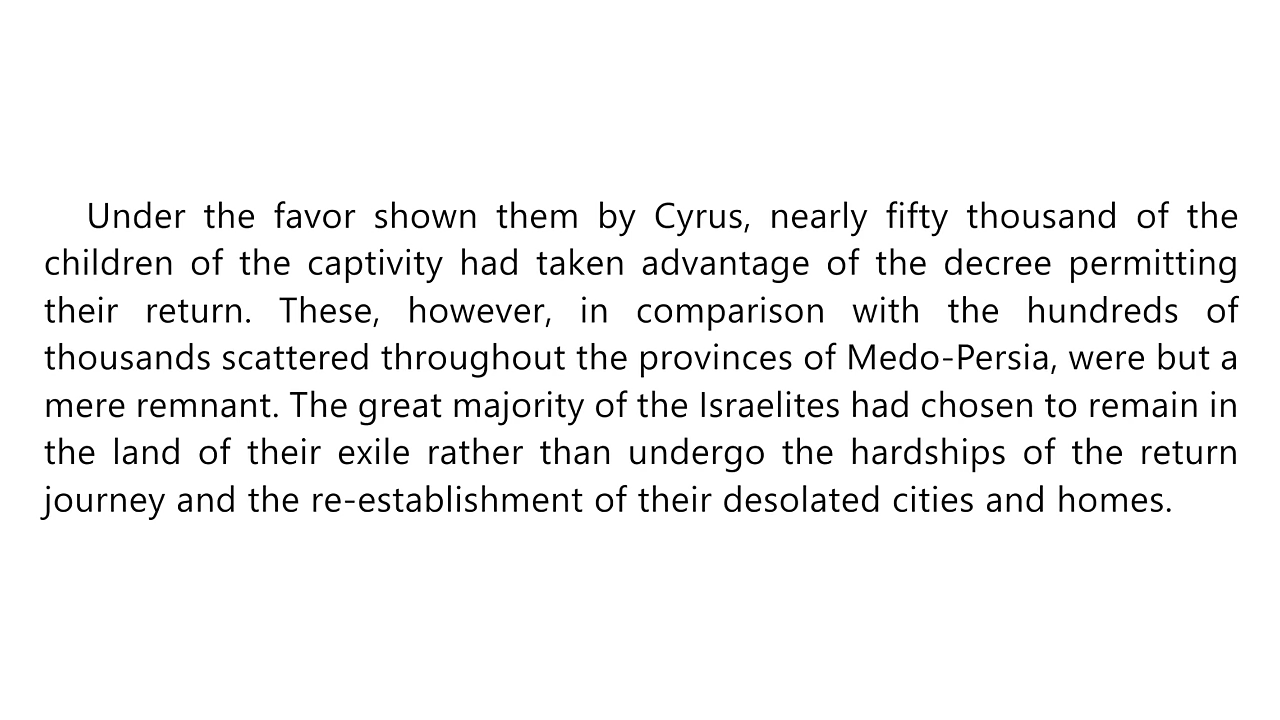 Under the favor shown them by Cyrus, nearly fifty thousand of the
children of the captivity had taken advantage of the decree permitting
their return. These, however, in comparison with the hundreds of
thousands scattered throughout the provinces of Medo-Persia, were but a
mere remnant. The great majority of the Israelites had chosen to remain in
the land of their exile rather than undergo the hardships of the return
journey and the re-establishment of their desolated cities and homes.